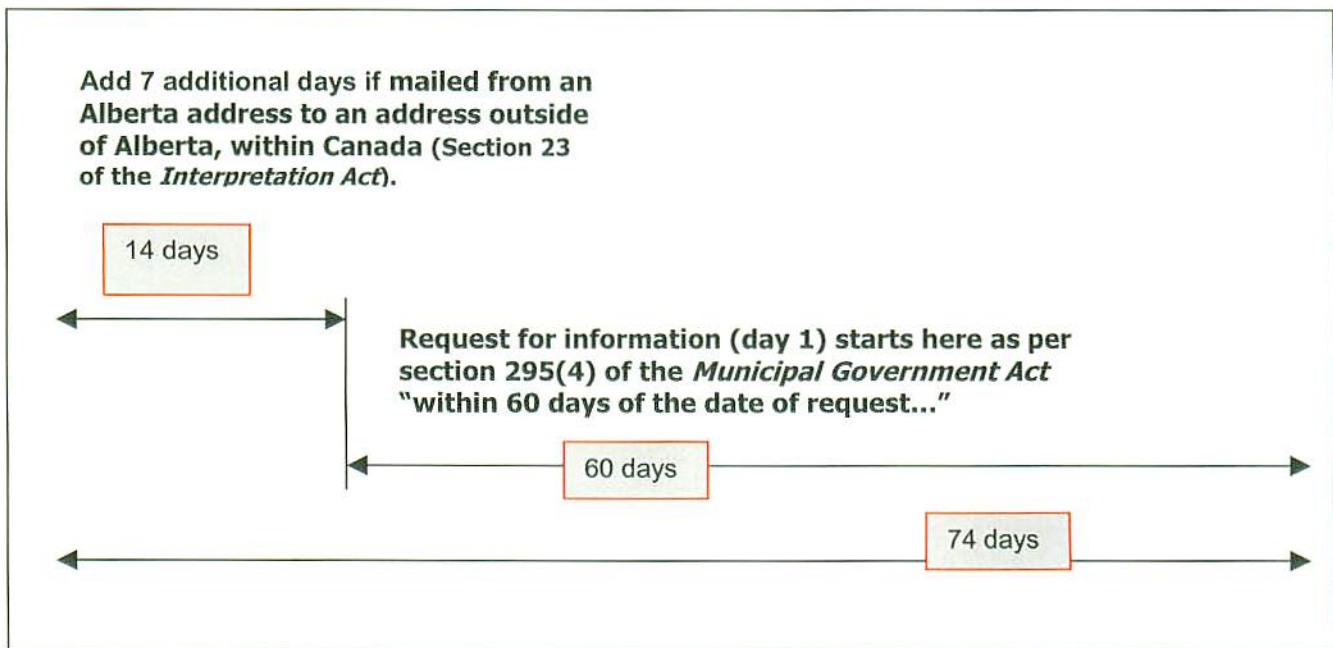 Add 7 additional days if mailed from an
Alberta address to an address outside
of Alberta, within Canada (Section 23
of the Interpretation Act).
14 days
Request for information (day 1) starts here as per
section 295(4) of the Municipal Government Act
“within 60 days of the date of request...”
60 days
74 days